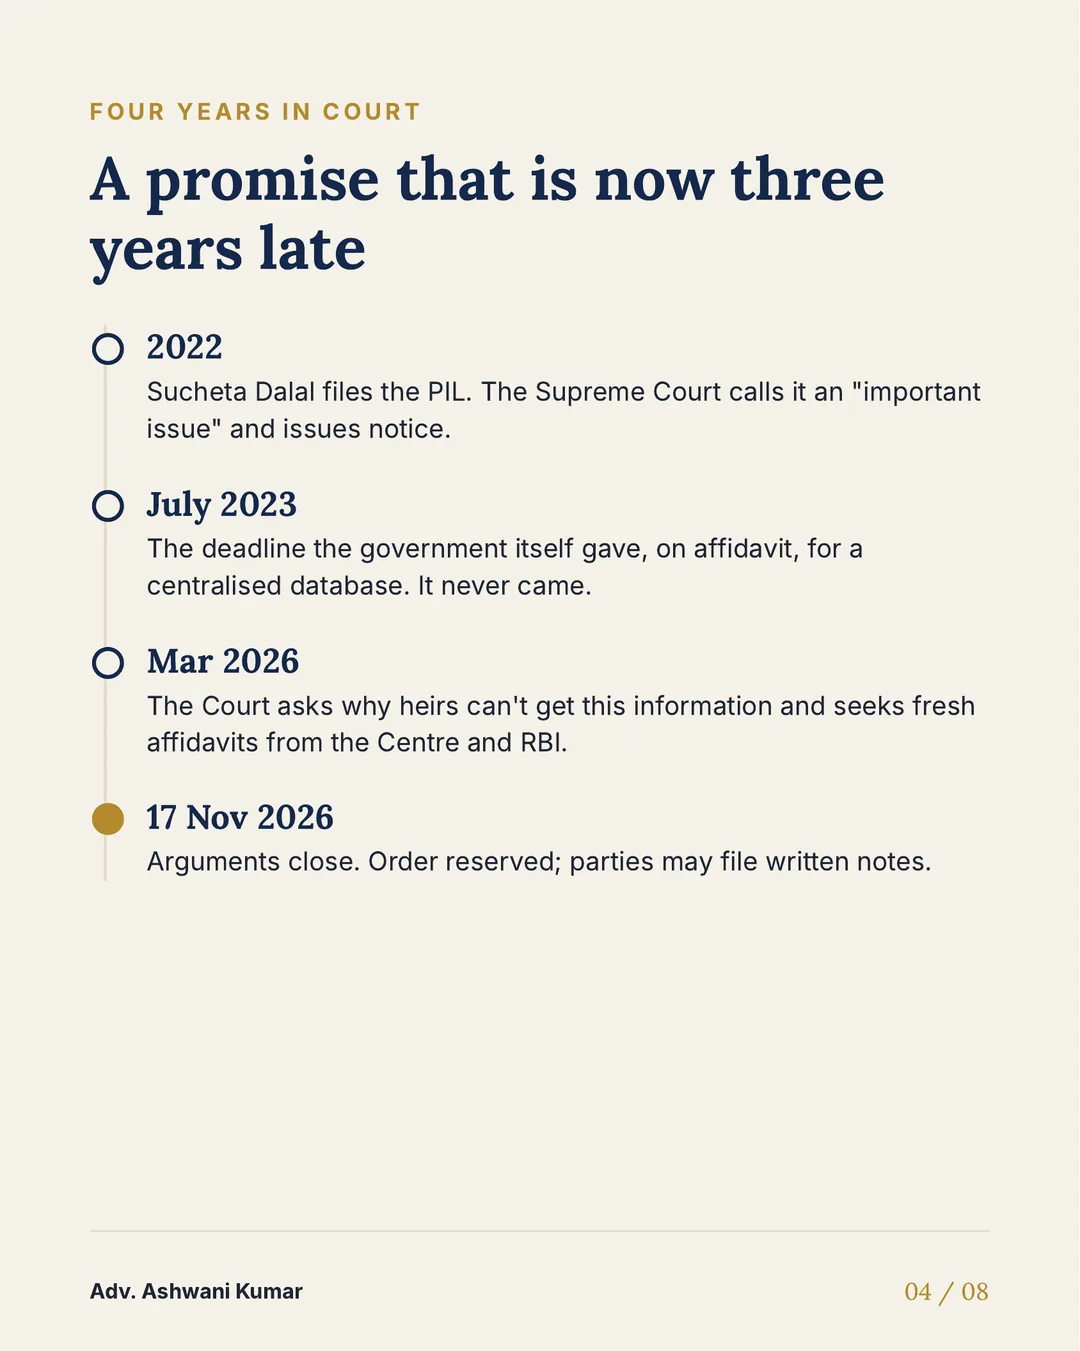 FOUR YEARS IN COURT
A promise that is now three
years late
2022
Sucheta Dalal files the PIL. The Supreme Court calls it an "important
issue" and issues notice.
July 2023
The deadline the government itself gave, on affidavit, for a
centralised database. It never came.
Mar 2026
The Court asks why heirs can't get this information and seeks fresh
affidavits from the Centre and RBI.
17 Nov 2026
Arguments close. Order reserved; parties may file written notes.
Adv. Ashwani Kumar
04 / 08